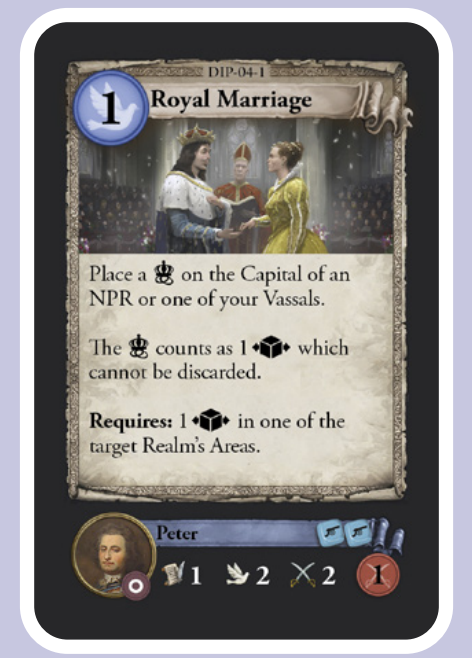 DIP-04-1
1 Royal Marriage
Place a on the Capital of an
NPR or one of your Vassals.
The counts as 1 which
cannot be discarded.
Requires: 1 in one of the
target Realm's Areas.
Peter
1 2 2 1